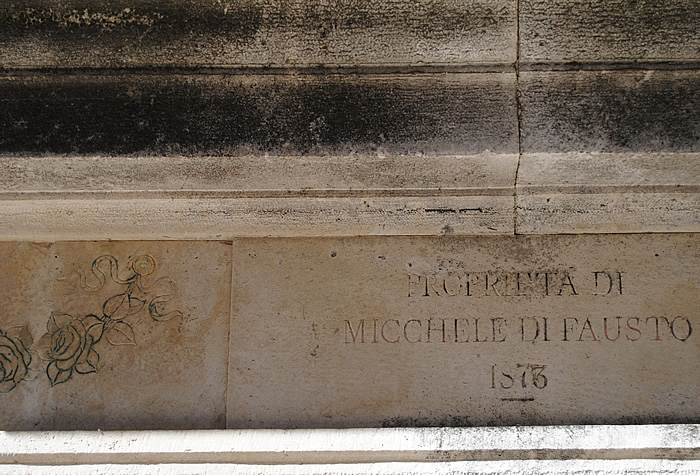 PROPRIETA DI
MICCHELE DI FAUSTO
1873